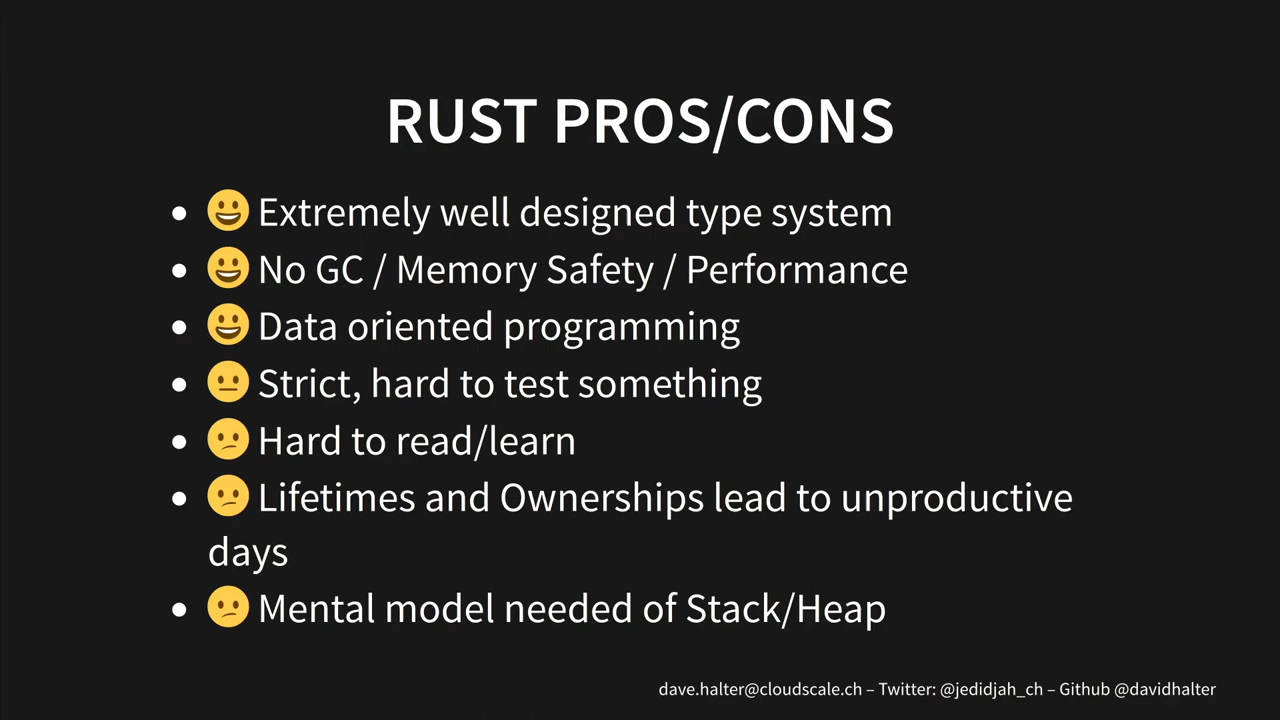 RUST PROS/CONS
• 😀 Extremely well designed type system
• 😀 No GC / Memory Safety / Performance
• 😀 Data oriented programming
• 😐 Strict, hard to test something
• 😕 Hard to read/learn
• 😕 Lifetimes and Ownerships lead to unproductive
days
• 😕 Mental model needed of Stack/Heap
dave.halter@cloudscale.ch – Twitter: @jedidjah_ch – Github @davidhalter